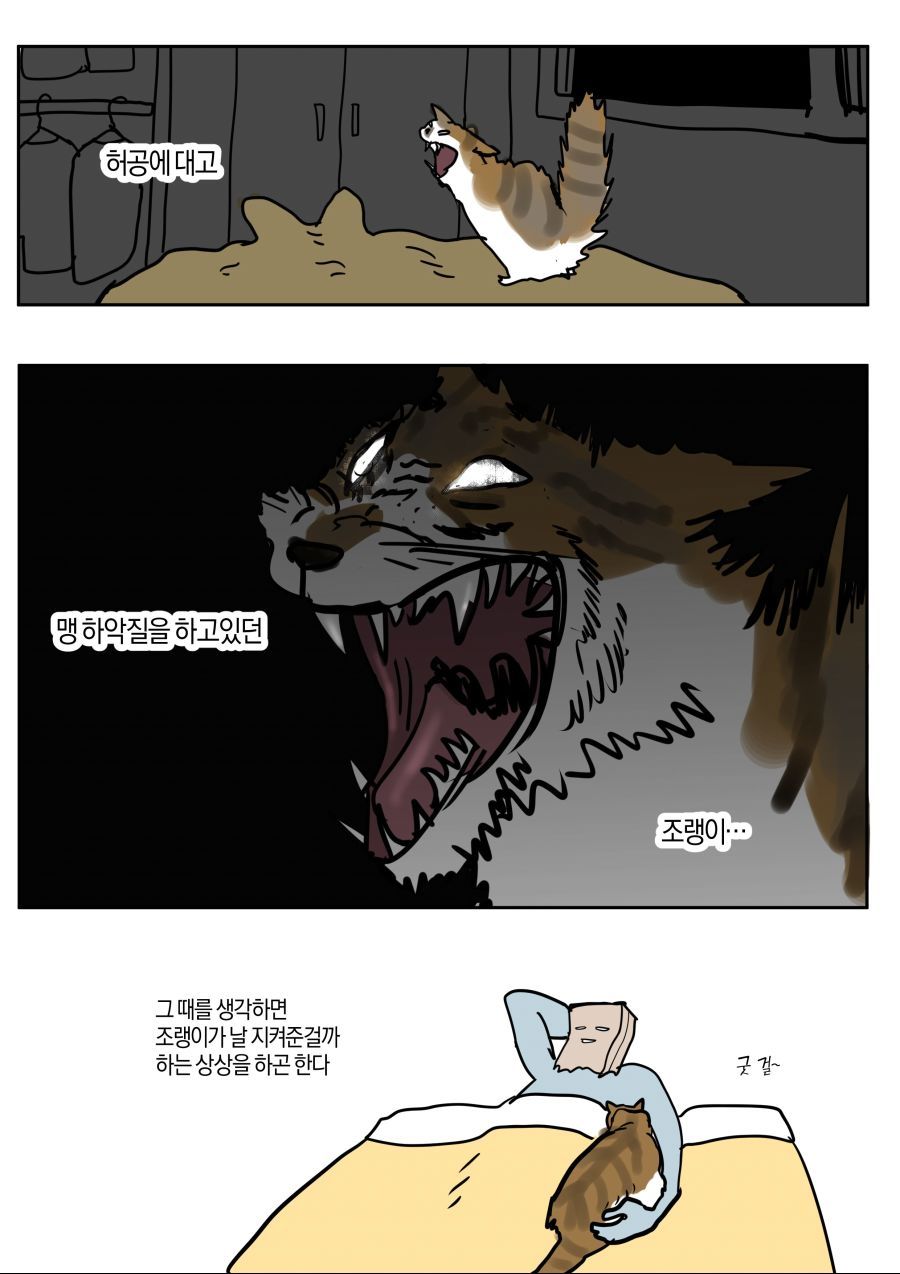 허공에 대고
맹 하악질을 하고있던
조랭이…
그 때를 생각하면
조랭이가 날 지켜준걸까
하는 상상을 하곤 한다
굿 걸~